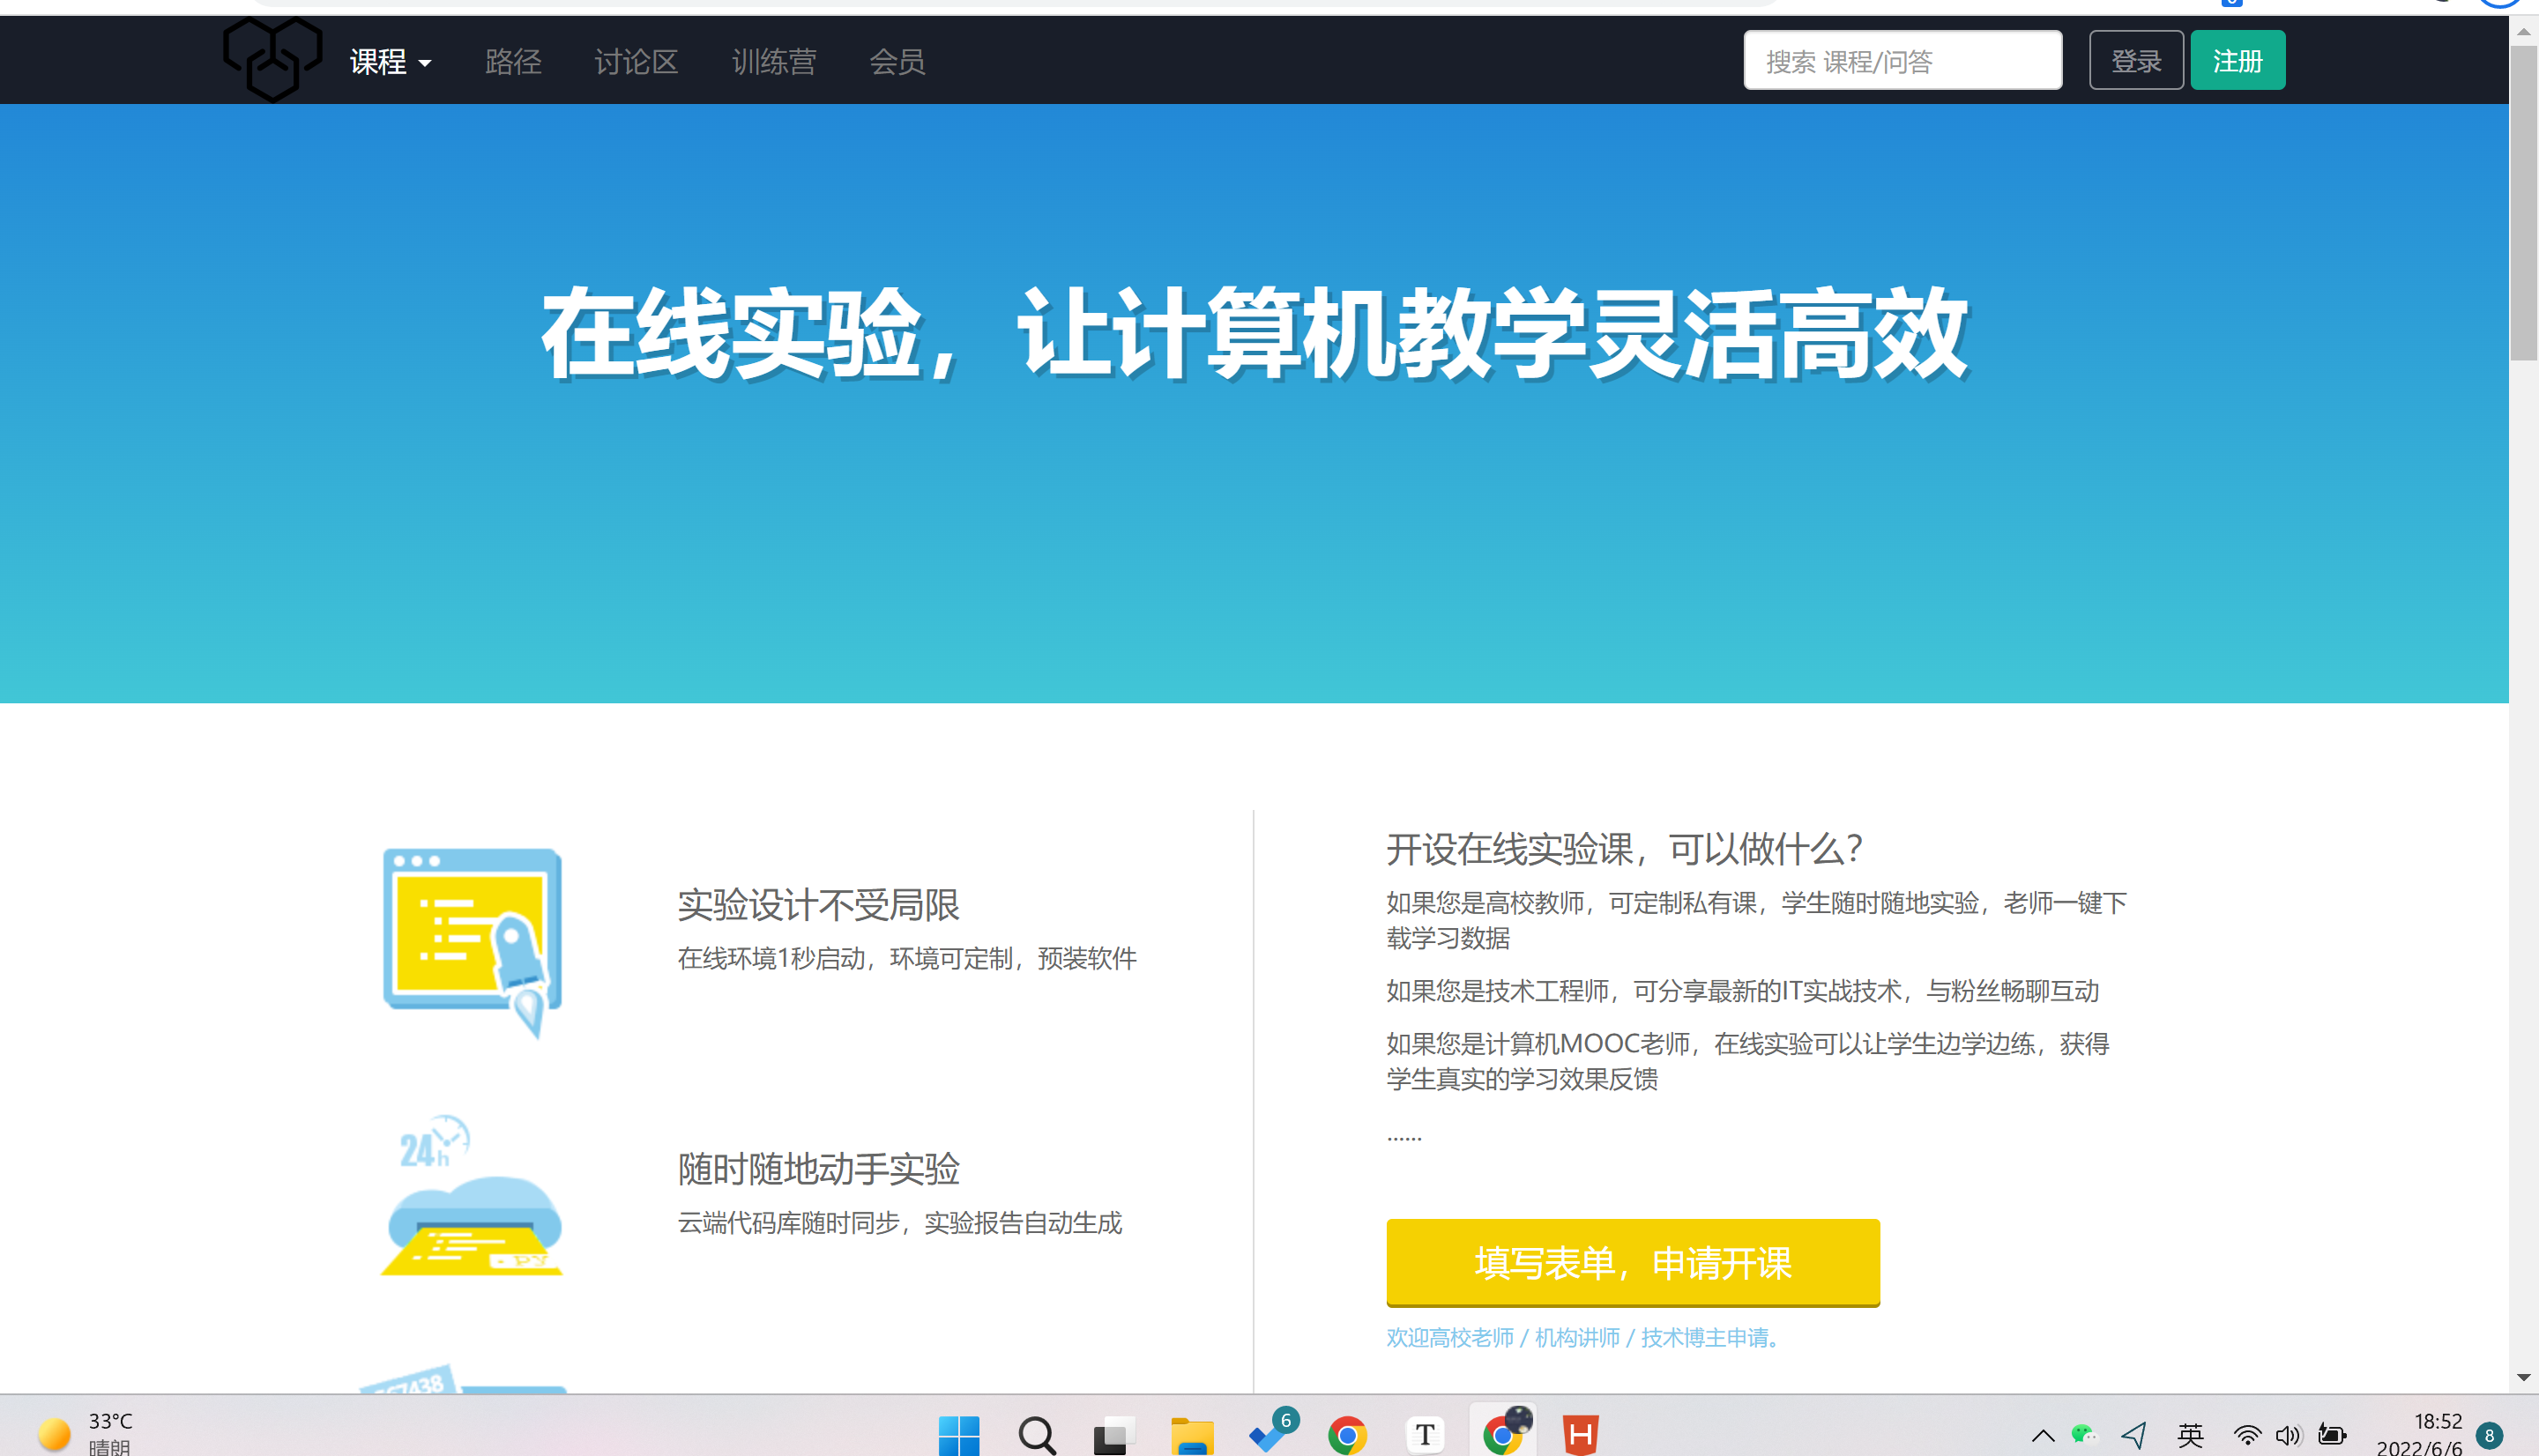 课程
路径
讨论区
训练营
会员
搜索 课程/问答
登录
注册
在线实验，让计算机教学灵活高效
实验设计不受局限
在线环境1秒启动，环境可定制，预装软件
24h
随时随地动手实验
云端代码库随时同步，实验报告自动生成
开设在线实验课，可以做什么？
如果您是高校教师，可定制私有课，学生随时随地实验，老师一键下
载学习数据
如果您是技术工程师，可分享最新的IT实战技术，与粉丝畅聊互动
如果您是计算机MOOC老师，在线实验可以让学生边学边练，获得
学生真实的学习效果反馈
......
填写表单，申请开课
欢迎高校老师 / 机构讲师 / 技术博主申请。
33°C
晴朗
6
T
H
英
18:52
2022/6/6
8